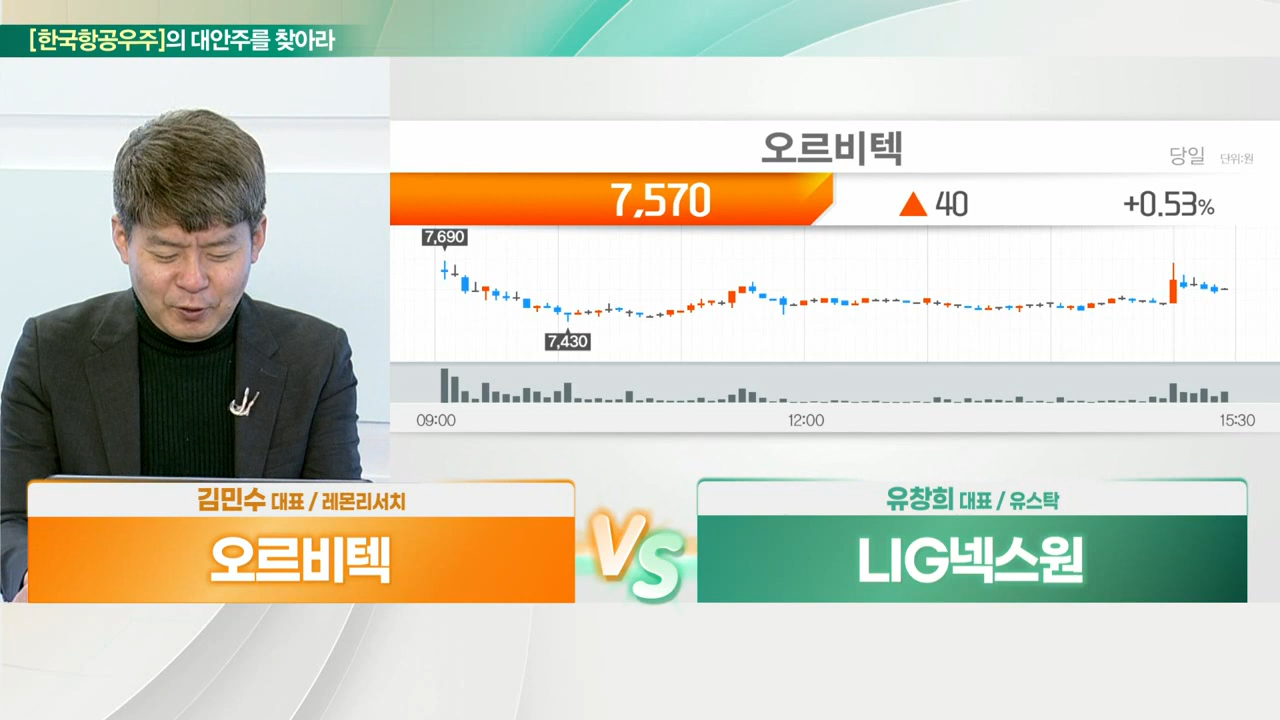 [한국항공우주]의 대안주를 찾아라
오르비텍
당일 단위:원
7,570 ▲ 40 +0.53%
7,690
7,430
09:00 12:00 15:30
김민수 대표 / 레몬리서치
오르비텍
VS
유창희 대표 / 유스탁
LIG넥스원